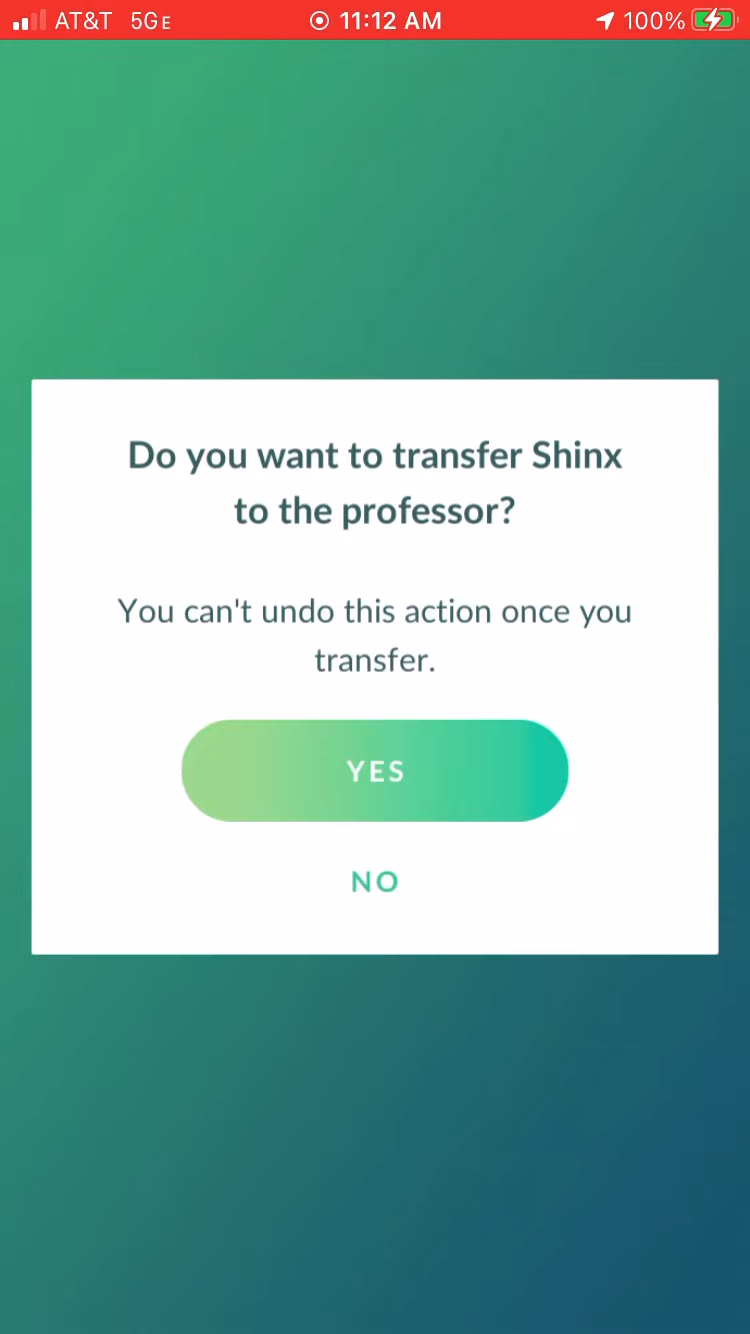 AT&T 5GE 11:12 AM 100%
Do you want to transfer Shinx
to the professor?
You can't undo this action once you
transfer.
YES
NO